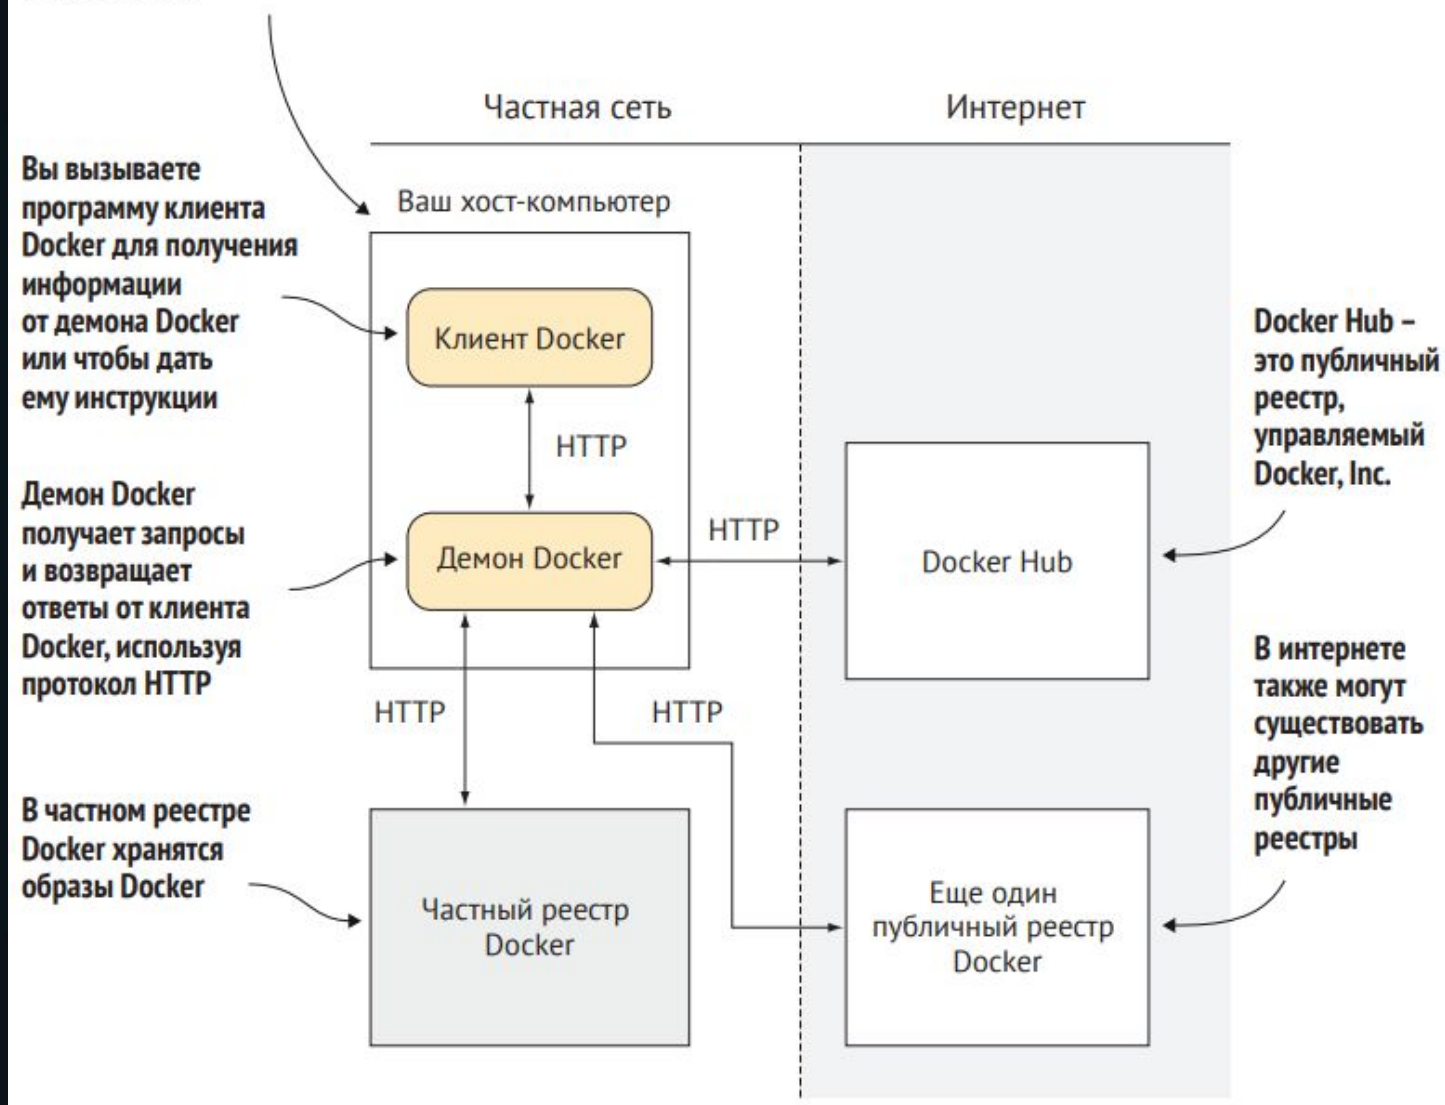 Частная сеть
Интернет
Вы вызываете
программу клиента
Docker для получения
информации
от демона Docker
или чтобы дать
ему инструкции
Ваш хост-компьютер
Клиент Docker
HTTP
Демон Docker
получает запросы
и возвращает
ответы от клиента
Docker, используя
протокол HTTP
Демон Docker
HTTP
Docker Hub
Docker Hub –
это публичный
реестр,
управляемый
Docker, Inc.
HTTP
HTTP
В частном реестре
Docker хранятся
образы Docker
Частный реестр
Docker
Еще один
публичный реестр
Docker
В интернете
также могут
существовать
другие
публичные
реестры